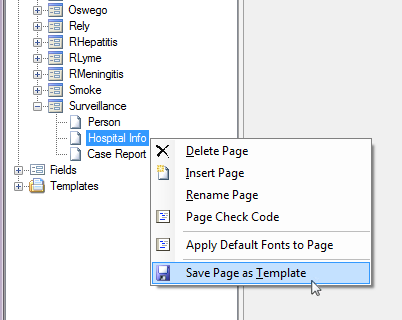 Oswego
Rely
RHepatitis
RLyme
RMeningitis
Smoke
Surveillance
Person
Hospital Info
Case Report
Fields
Templates
Delete Page
Insert Page
Rename Page
Page Check Code
Apply Default Fonts to Page
Save Page as Template